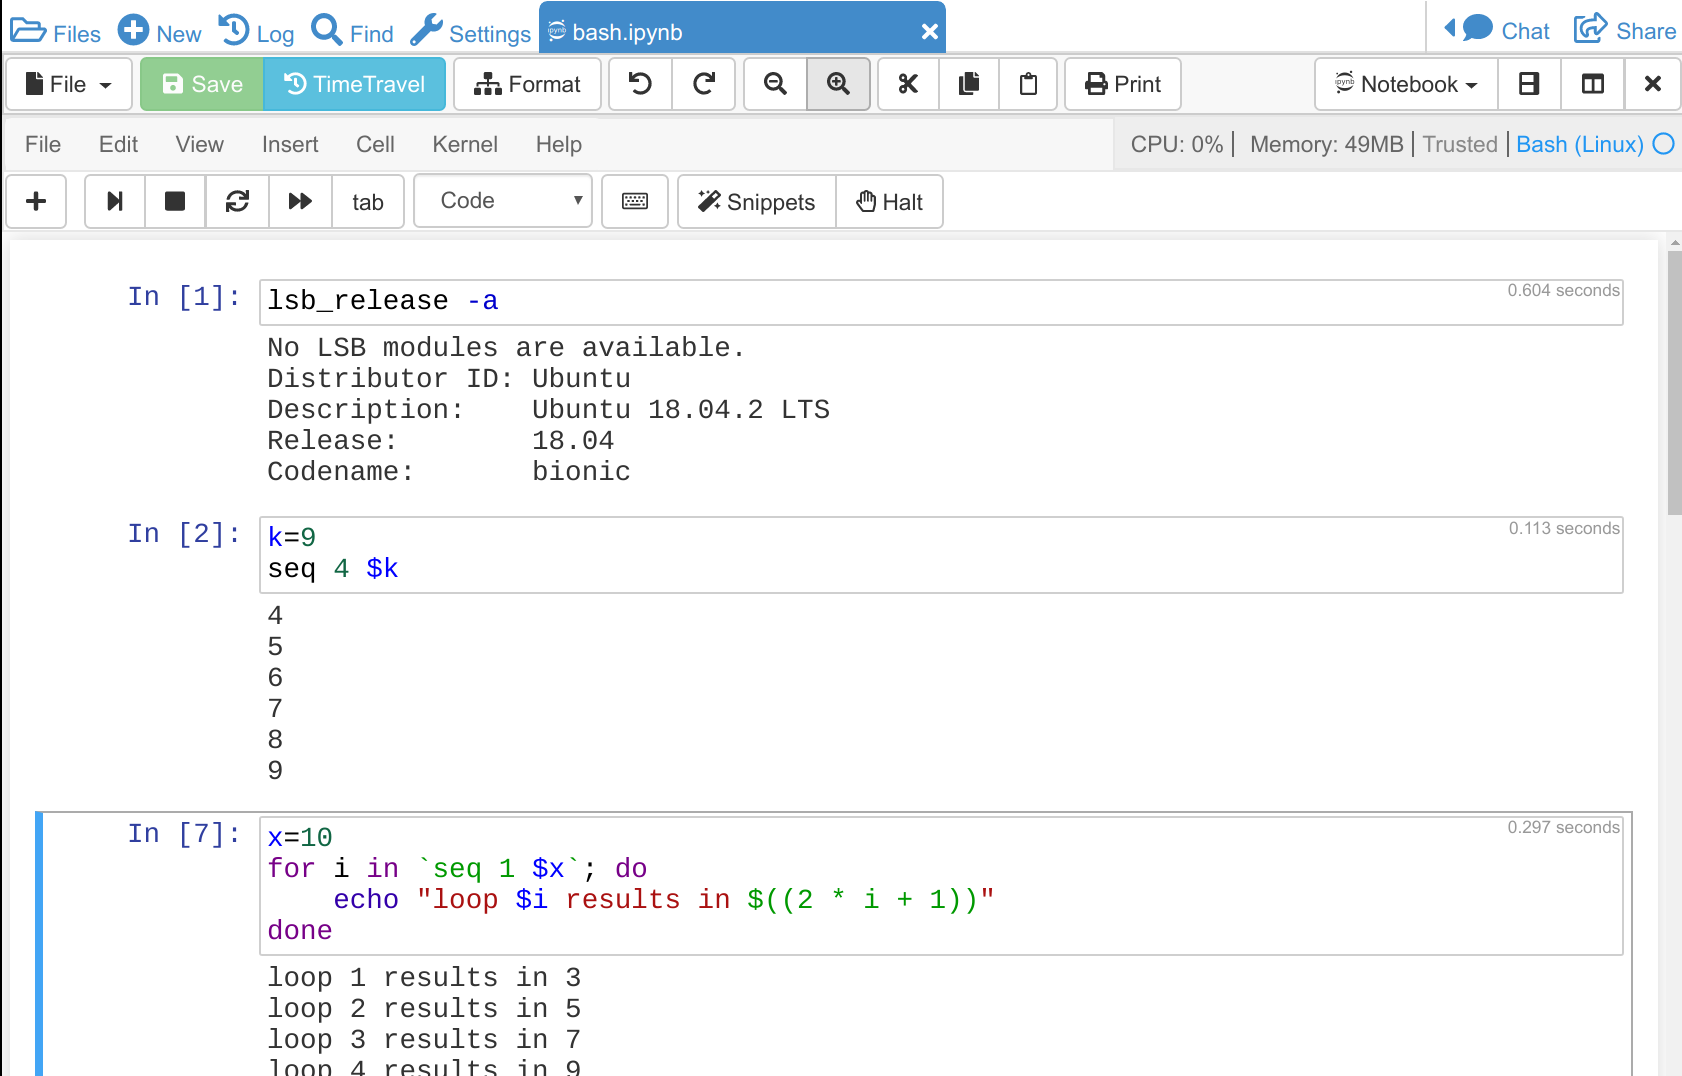 Files New Log Find Settings bash.ipynb Chat Share
File Save TimeTravel Format Print Notebook
File Edit View Insert Cell Kernel Help CPU: 0% Memory: 49MB Trusted Bash (Linux)
tab Code Snippets Halt
In [1]: lsb_release -a 0.604 seconds
No LSB modules are available.
Distributor ID: Ubuntu
Description: Ubuntu 18.04.2 LTS
Release: 18.04
Codename: bionic
In [2]: k=9 0.113 seconds
seq 4 $k
4
5
6
7
8
9
In [7]: x=10 0.297 seconds
for i in `seq 1 $x`; do
    echo "loop $i results in $((2 * i + 1))"
done
loop 1 results in 3
loop 2 results in 5
loop 3 results in 7
loop 4 results in 9